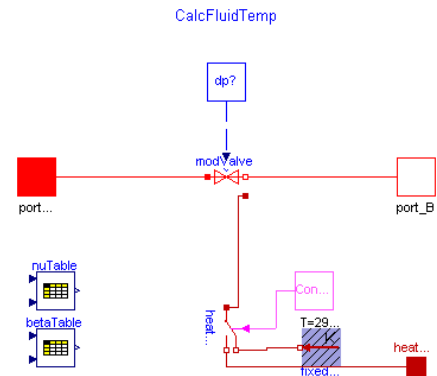 CalcFluidTemp
dp?
modValve
port...
port_B
nuTable
betaTable
heat...
Con...
T=29...
K
heat...
fixed...